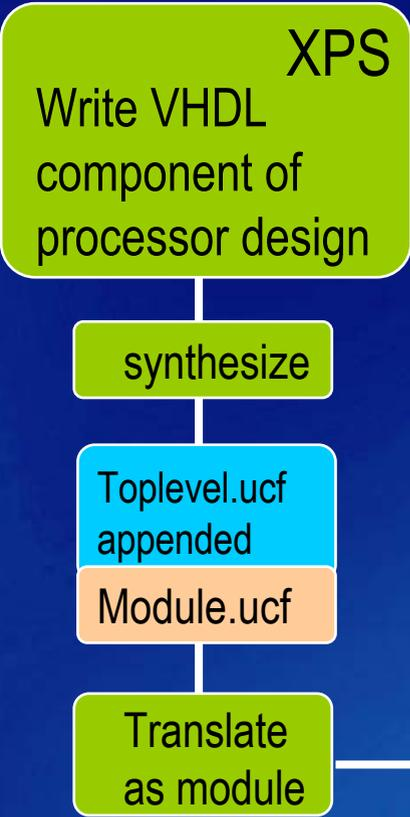 XPS
Write VHDL
component of
processor design
synthesize
Toplevel.ucf
appended
Module.ucf
Translate
as module